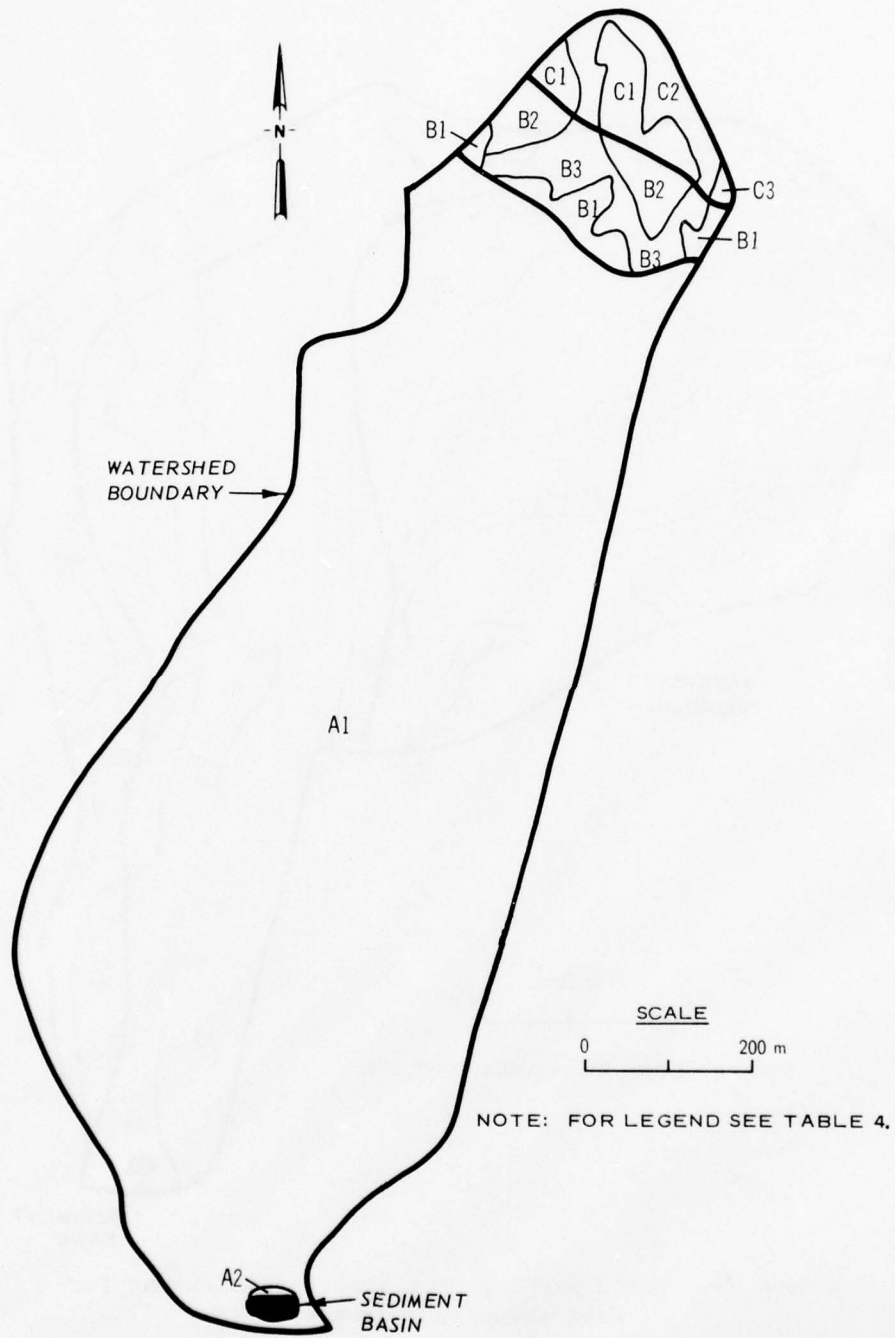 N
C1
C1
C2
B2
B1
B3
C3
B1
B2
B1
B3
WATERSHED
BOUNDARY
A1
SCALE
0 200 m
NOTE: FOR LEGEND SEE TABLE 4.
A2
SEDIMENT
BASIN